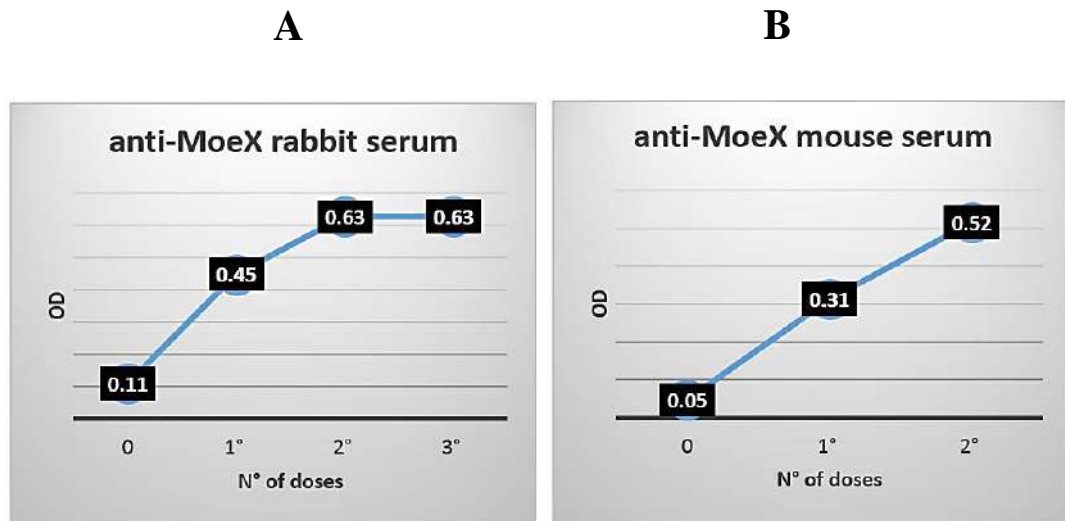 A
B
anti-MoeX rabbit serum
0.63
0.63
0.45
0.11
OD
0
1°
2°
3°
N° of doses
anti-MoeX mouse serum
0.52
0.31
0.05
OD
0
1°
2°
N° of doses